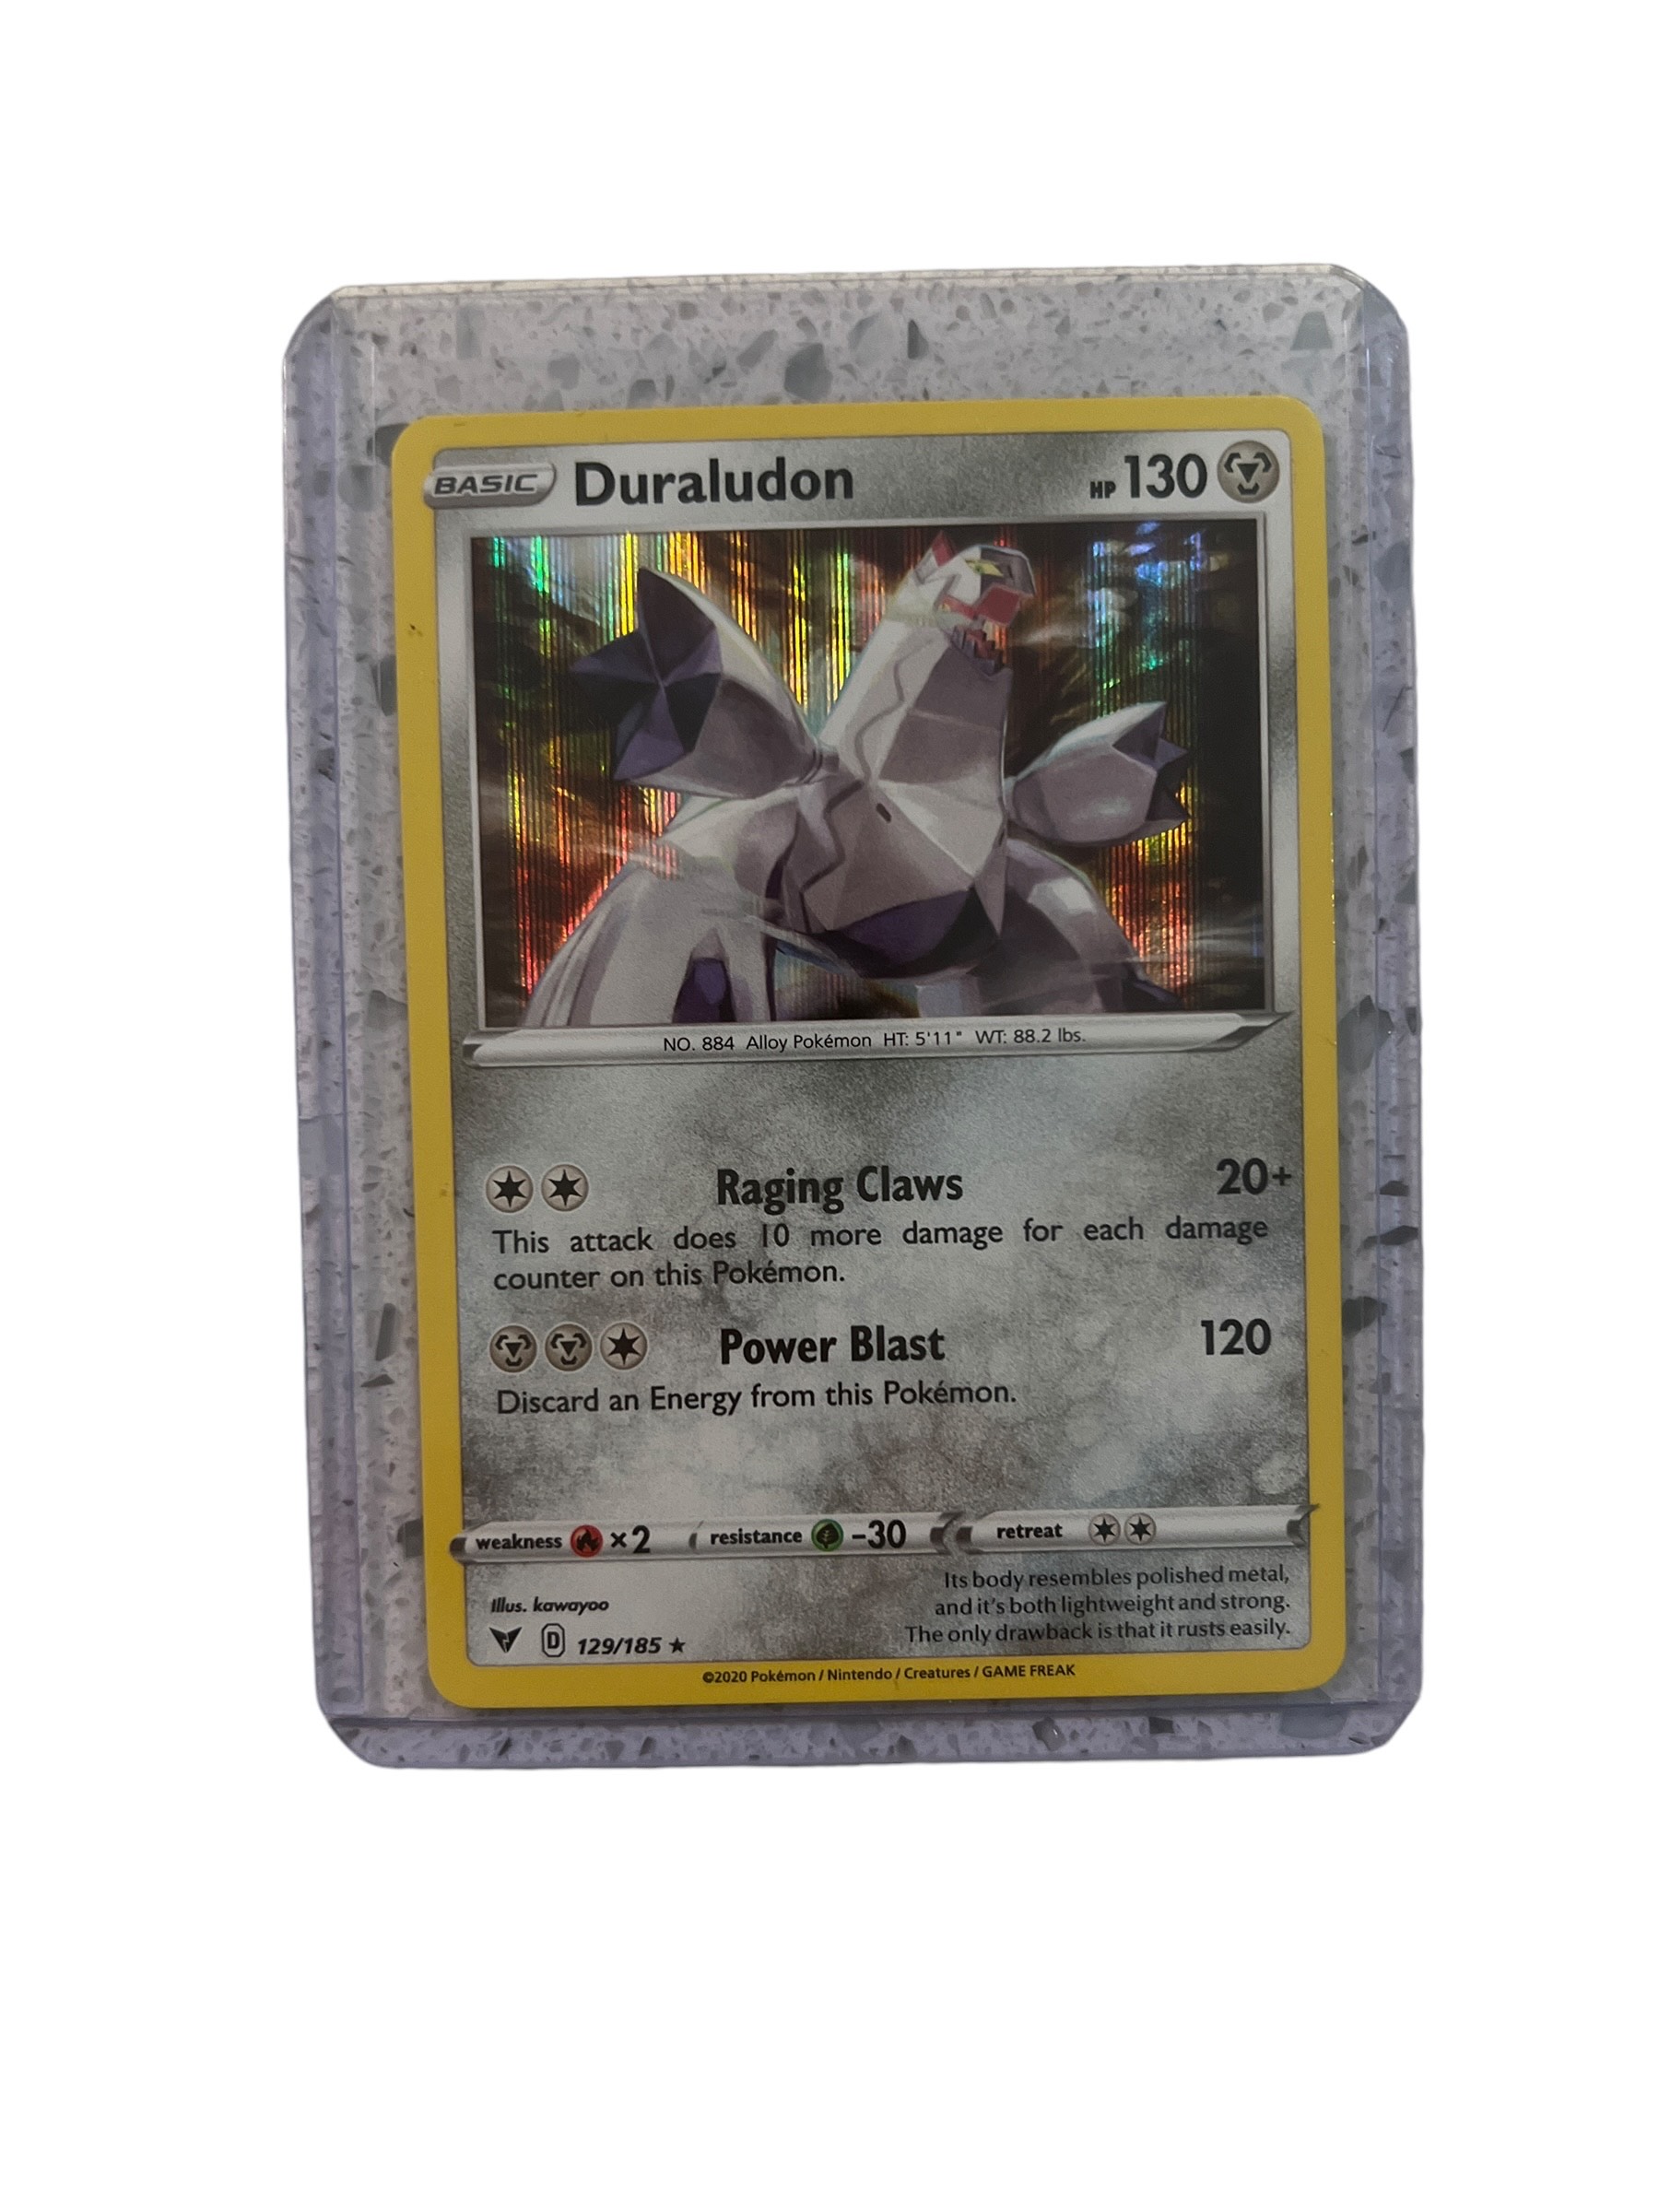 BASIC Duraludon HP 130
NO. 884 Alloy Pokémon HT: 5'11" WT: 88.2 lbs.
Raging Claws 20+
This attack does 10 more damage for each damage
counter on this Pokémon.
Power Blast 120
Discard an Energy from this Pokémon.
weakness ×2 resistance -30 retreat
Its body resembles polished metal,
and it's both lightweight and strong.
The only drawback is that it rusts easily.
Illus. kawayoo
D 129/185 ★
©2020 Pokémon / Nintendo / Creatures / GAME FREAK